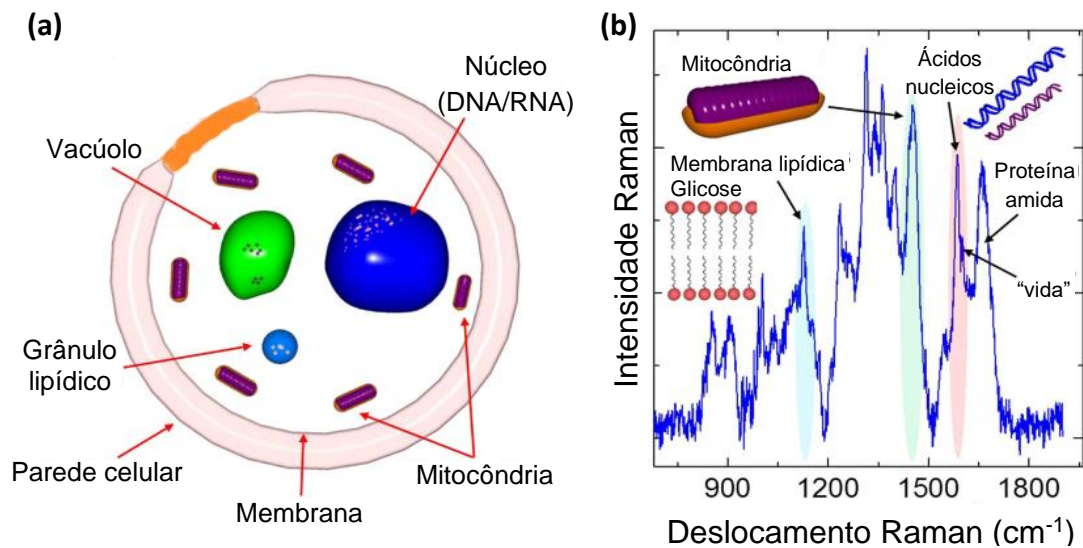 (a)
Núcleo
(DNA/RNA)
Vacúolo
Grânulo
lipídico
Parede celular
Membrana
Mitocôndria
(b)
Mitocôndria
Ácidos
nucleicos
Membrana lipídica
Glicose
Proteína
amida
“vida”
Intensidade Raman
900
1200
1500
1800
Deslocamento Raman (cm-1)